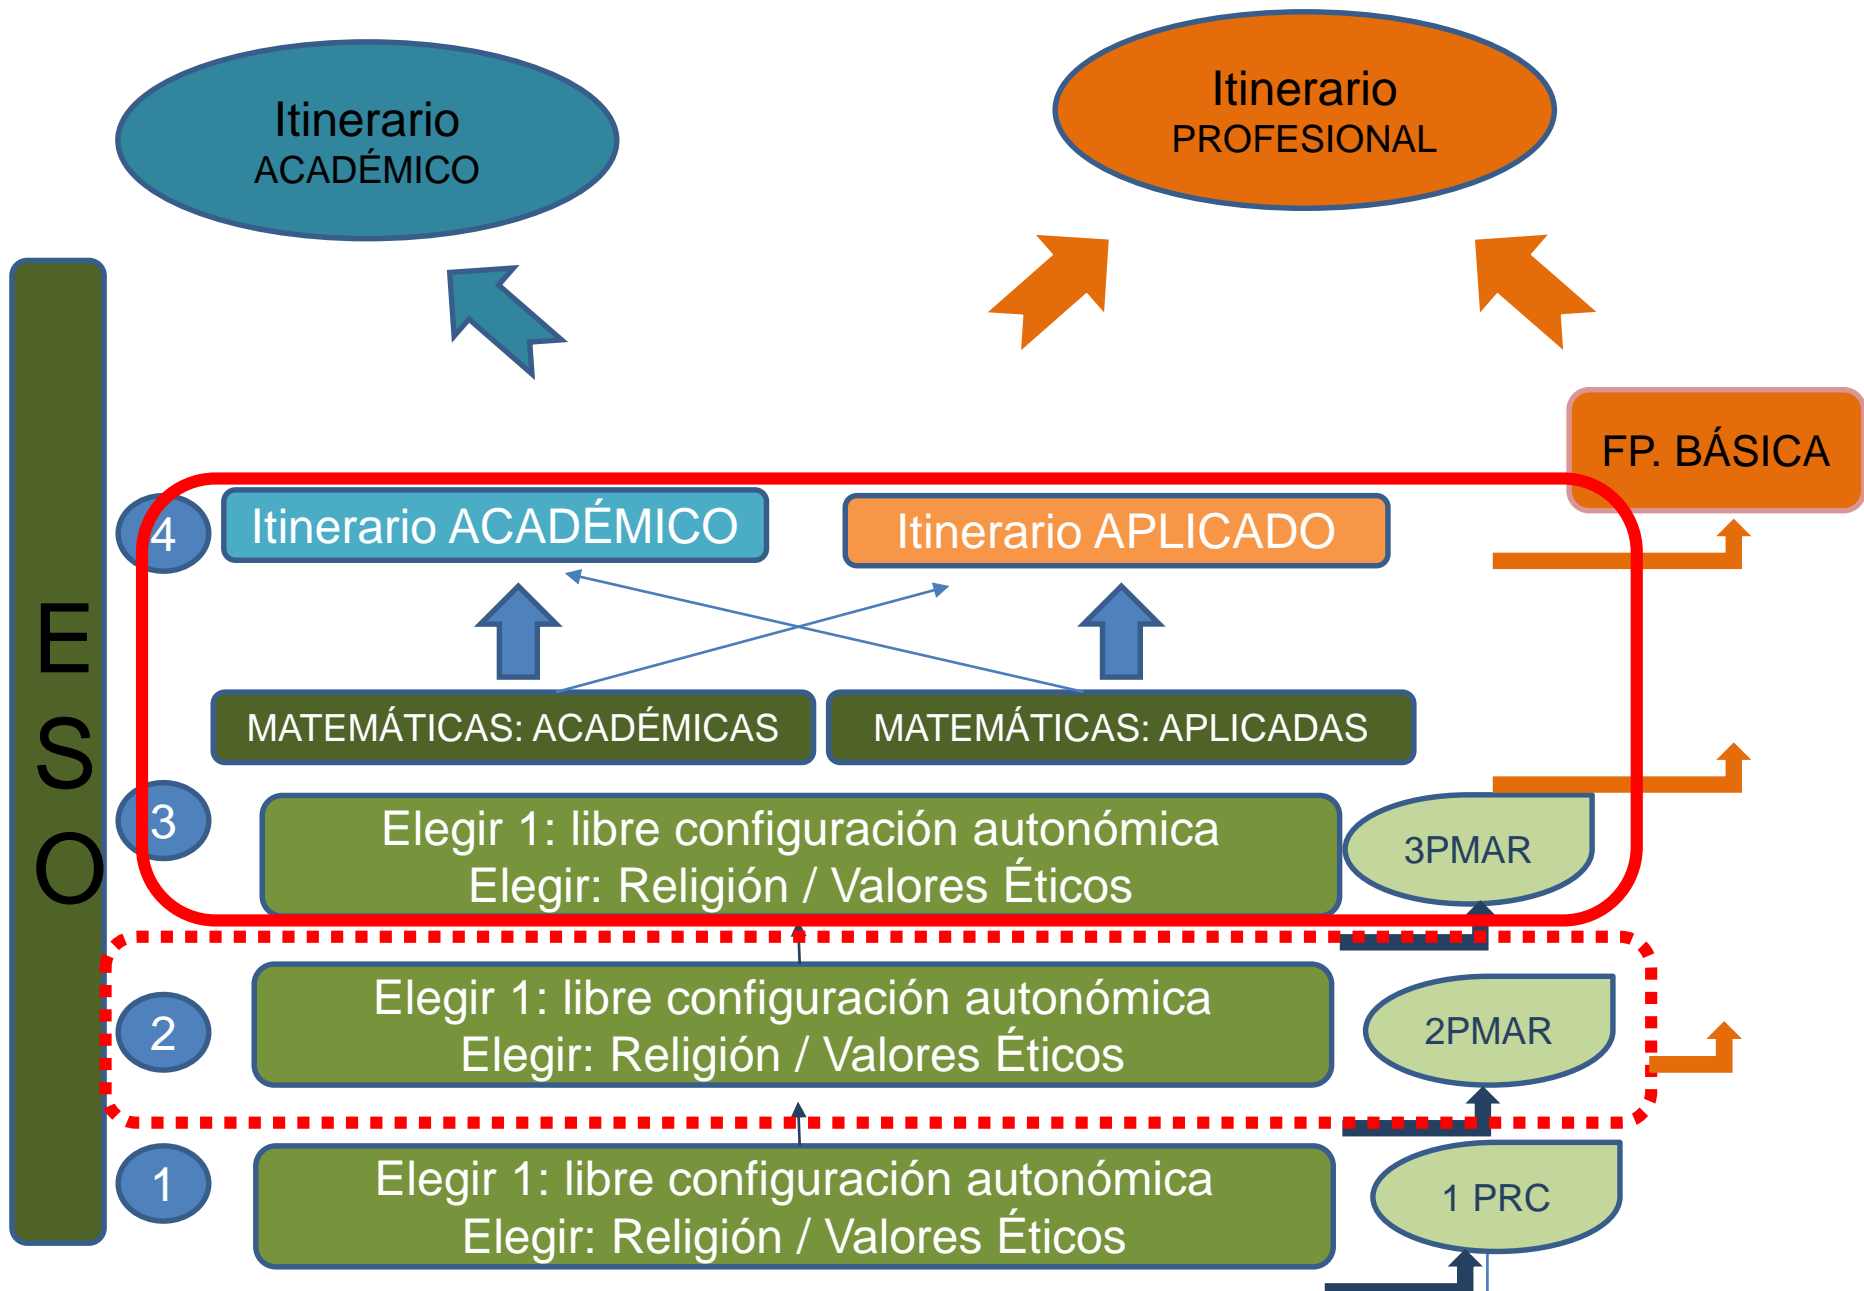 Itinerario
ACADÉMICO
Itinerario
PROFESIONAL
FP. BÁSICA
E
S
O
4
Itinerario ACADÉMICO
Itinerario APLICADO
MATEMÁTICAS: ACADÉMICAS
MATEMÁTICAS: APLICADAS
3
Elegir 1: libre configuración autonómica
Elegir: Religión / Valores Éticos
3PMAR
2
Elegir 1: libre configuración autonómica
Elegir: Religión / Valores Éticos
2PMAR
1
Elegir 1: libre configuración autonómica
Elegir: Religión / Valores Éticos
1 PRC